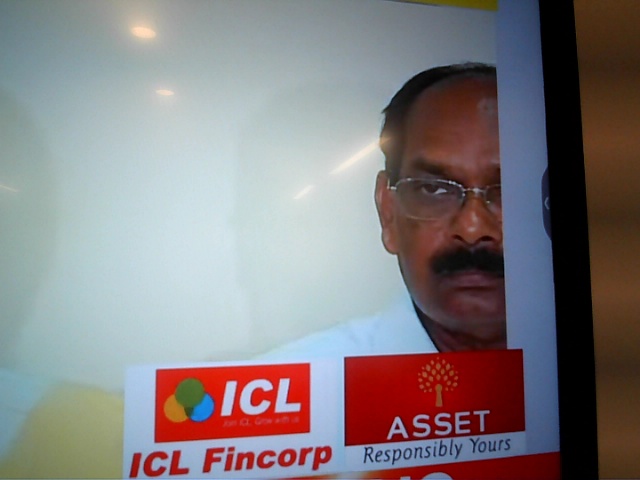 ICL
Join ICL, Grow with us
ICL Fincorp
ASSET
Responsibly Yours